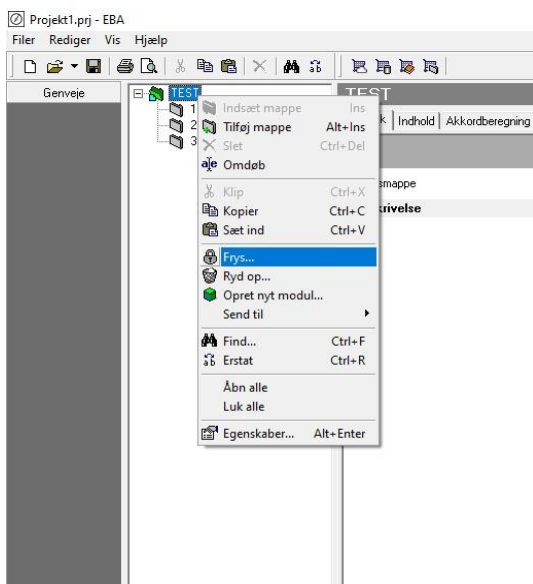 Projekt1.prj - EBA
Filer Rediger Vis Hjælp
Genveje
TEST
1
2
3
TEST
k Indhold Akkordberegning
smappe
krivelse
Indsæt mappe Ins
Tilføj mappe Alt+Ins
Slet Ctrl+Del
Omdøb
Klip Ctrl+X
Kopier Ctrl+C
Sæt ind Ctrl+V
Frys...
Ryd op...
Opret nyt modul...
Send til
Find... Ctrl+F
Erstat Ctrl+R
Åbn alle
Luk alle
Egenskaber... Alt+Enter